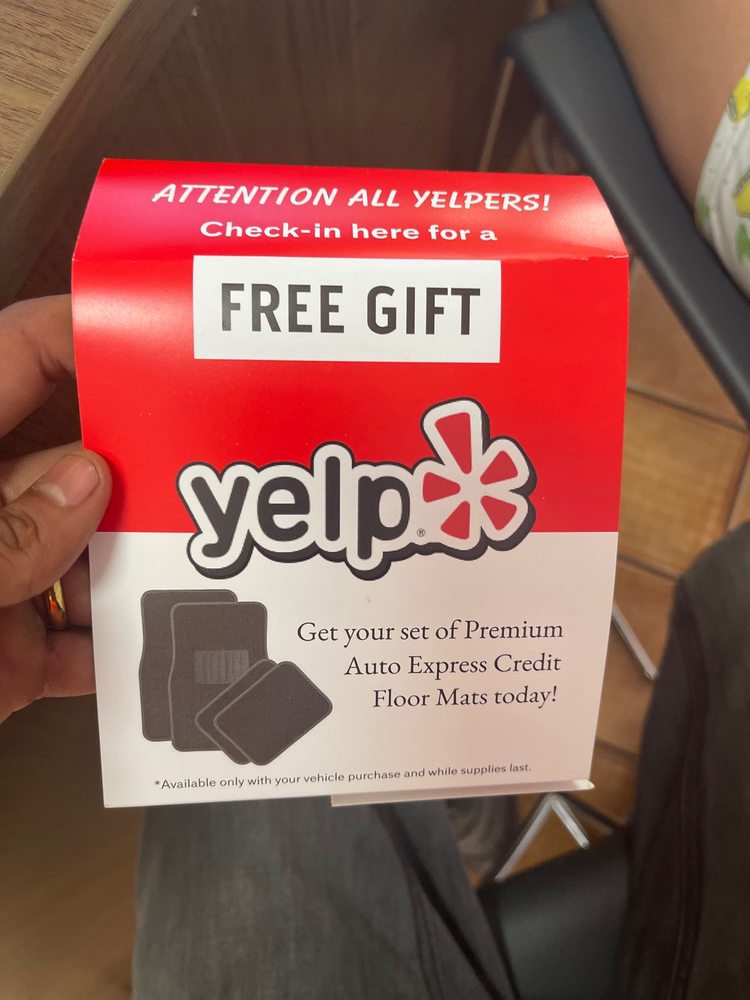 ATTENTION ALL YELPERS!
Check-in here for a
FREE GIFT
yelp®
Get your set of Premium
Auto Express Credit
Floor Mats today!
*Available only with your vehicle purchase and while supplies last.